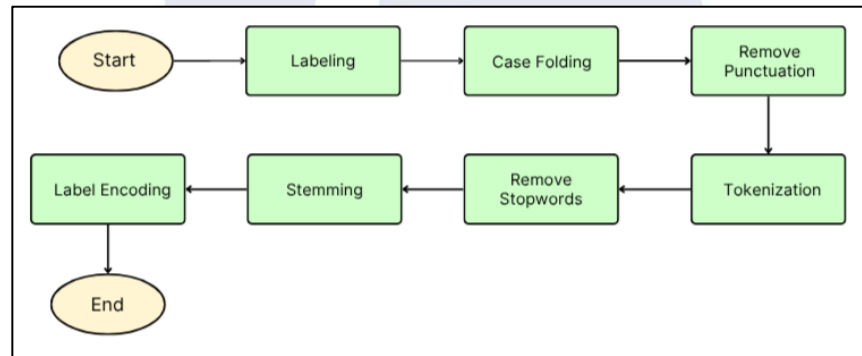 Start
Labeling
Case Folding
Remove
Punctuation
Tokenization
Remove
Stopwords
Stemming
Label Encoding
End